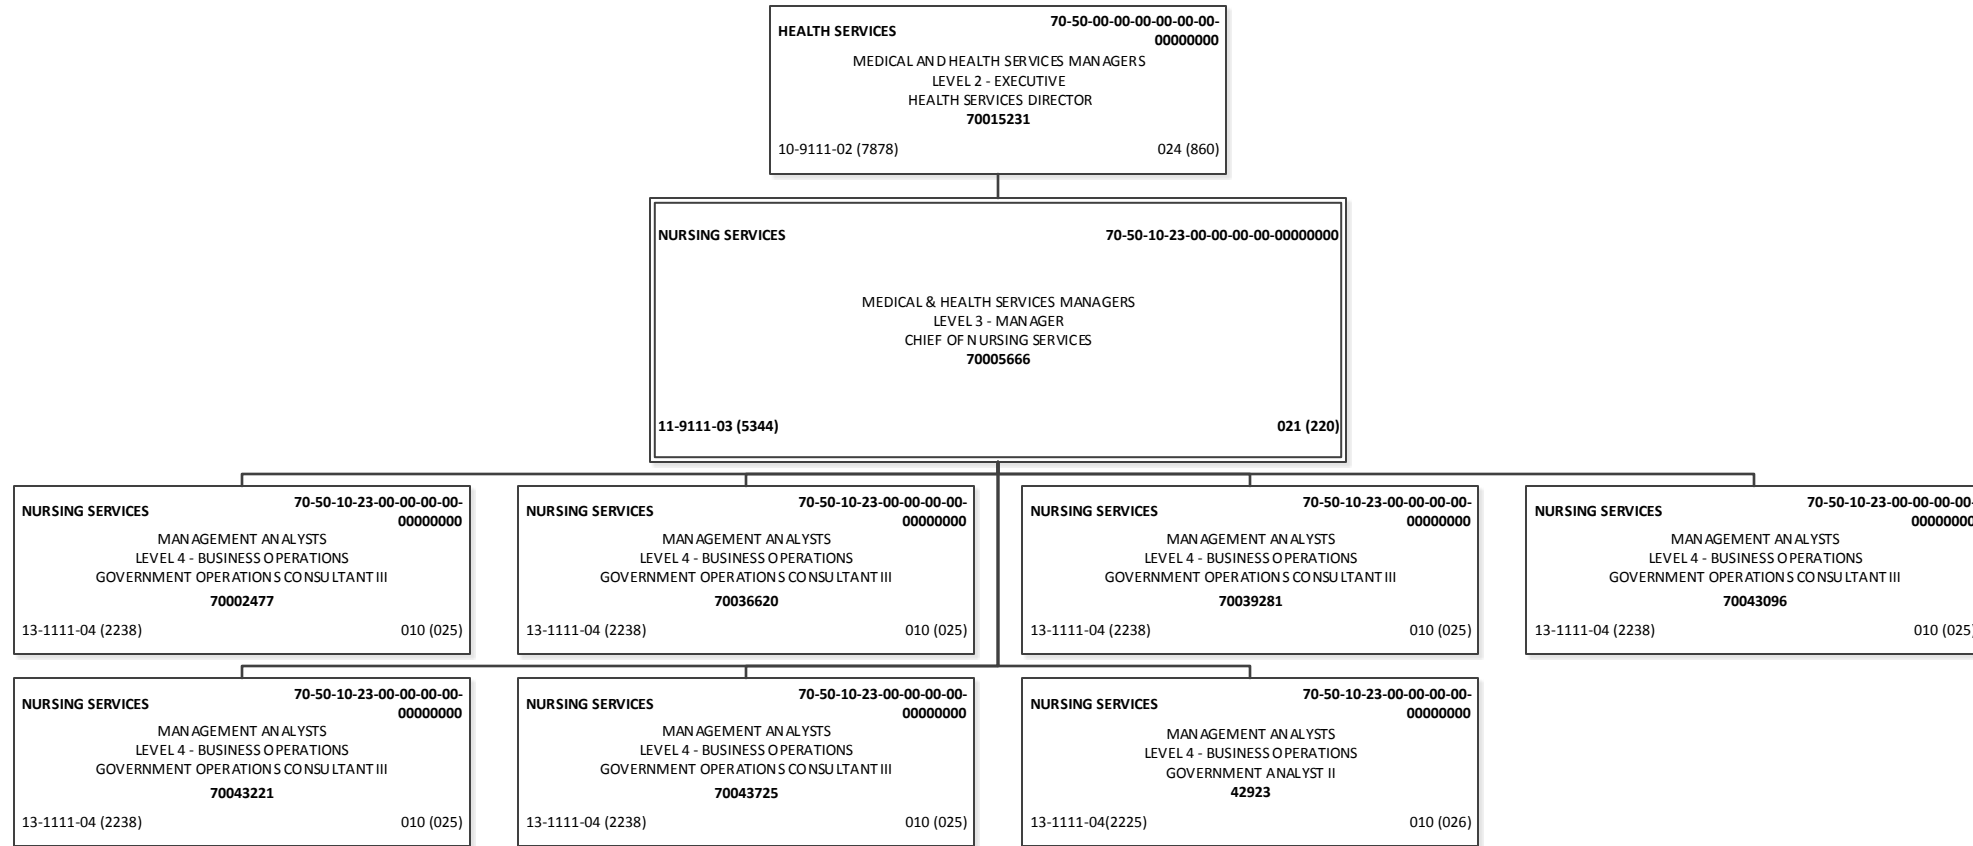 HEALTH SERVICES
70-50-00-00-00-00-00-00-
00000000
MEDICAL AND HEALTH SERVICES MANAGERS
LEVEL 2 - EXECUTIVE
HEALTH SERVICES DIRECTOR
70015231
10-9111-02 (7878)
024 (860)
NURSING SERVICES
70-50-10-23-00-00-00-00-00000000
MEDICAL & HEALTH SERVICES MANAGERS
LEVEL 3 - MANAGER
CHIEF OF NURSING SERVICES
70005666
11-9111-03 (5344)
021 (220)
NURSING SERVICES
70-50-10-23-00-00-00-00-
00000000
MANAGEMENT ANALYSTS
LEVEL 4 - BUSINESS OPERATIONS
GOVERNMENT OPERATIONS CONSULTANT III
70002477
13-1111-04 (2238)
010 (025)
NURSING SERVICES
70-50-10-23-00-00-00-00-
00000000
MANAGEMENT ANALYSTS
LEVEL 4 - BUSINESS OPERATIONS
GOVERNMENT OPERATIONS CONSULTANT III
70036620
13-1111-04 (2238)
010 (025)
NURSING SERVICES
70-50-10-23-00-00-00-00-
00000000
MANAGEMENT ANALYSTS
LEVEL 4 - BUSINESS OPERATIONS
GOVERNMENT OPERATIONS CONSULTANT III
70039281
13-1111-04 (2238)
010 (025)
NURSING SERVICES
70-50-10-23-00-00-00-00-
00000000
MANAGEMENT ANALYSTS
LEVEL 4 - BUSINESS OPERATIONS
GOVERNMENT OPERATIONS CONSULTANT III
70043096
13-1111-04 (2238)
010 (025)
NURSING SERVICES
70-50-10-23-00-00-00-00-
00000000
MANAGEMENT ANALYSTS
LEVEL 4 - BUSINESS OPERATIONS
GOVERNMENT OPERATIONS CONSULTANT III
70043221
13-1111-04 (2238)
010 (025)
NURSING SERVICES
70-50-10-23-00-00-00-00-
00000000
MANAGEMENT ANALYSTS
LEVEL 4 - BUSINESS OPERATIONS
GOVERNMENT OPERATIONS CONSULTANT III
70043725
13-1111-04 (2238)
010 (025)
NURSING SERVICES
70-50-10-23-00-00-00-00-
00000000
MANAGEMENT ANALYSTS
LEVEL 4 - BUSINESS OPERATIONS
GOVERNMENT ANALYST II
42923
13-1111-04(2225)
010 (026)